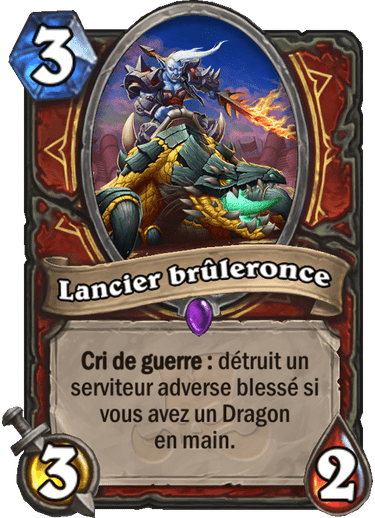 3
Lancier brûleronce
Cri de guerre : détruit un
serviteur adverse blessé si
vous avez un Dragon
en main.
3
2